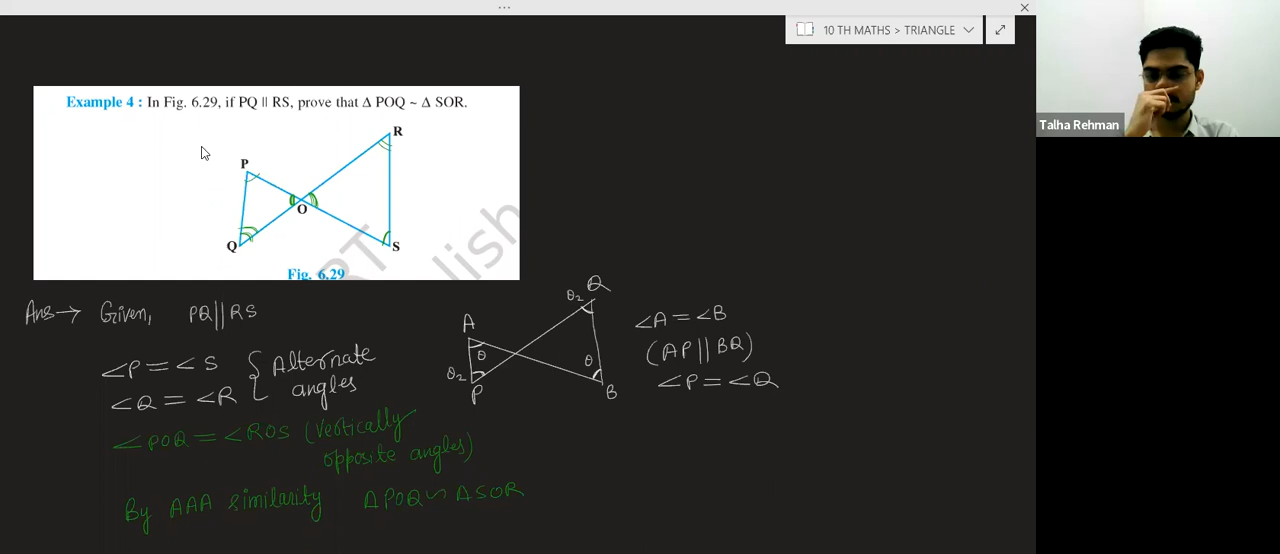 10 TH MATHS > TRIANGLE
Talha Rehman
Example 4 : In Fig. 6.29, if PQ || RS, prove that Δ POQ ~ Δ SOR.
R
P
O
Q
S
Fig. 6.29
Ans → Given, PQ || RS
∠P = ∠S { Alternate
∠Q = ∠R angles
∠POQ = ∠ROS (Vertically
opposite angles)
By AAA similarity ΔPOQ ~ ΔSOR
Q
θ2
A
θ
θ
θ2
P
B
∠A = ∠B
(AP || BQ)
∠P = ∠Q